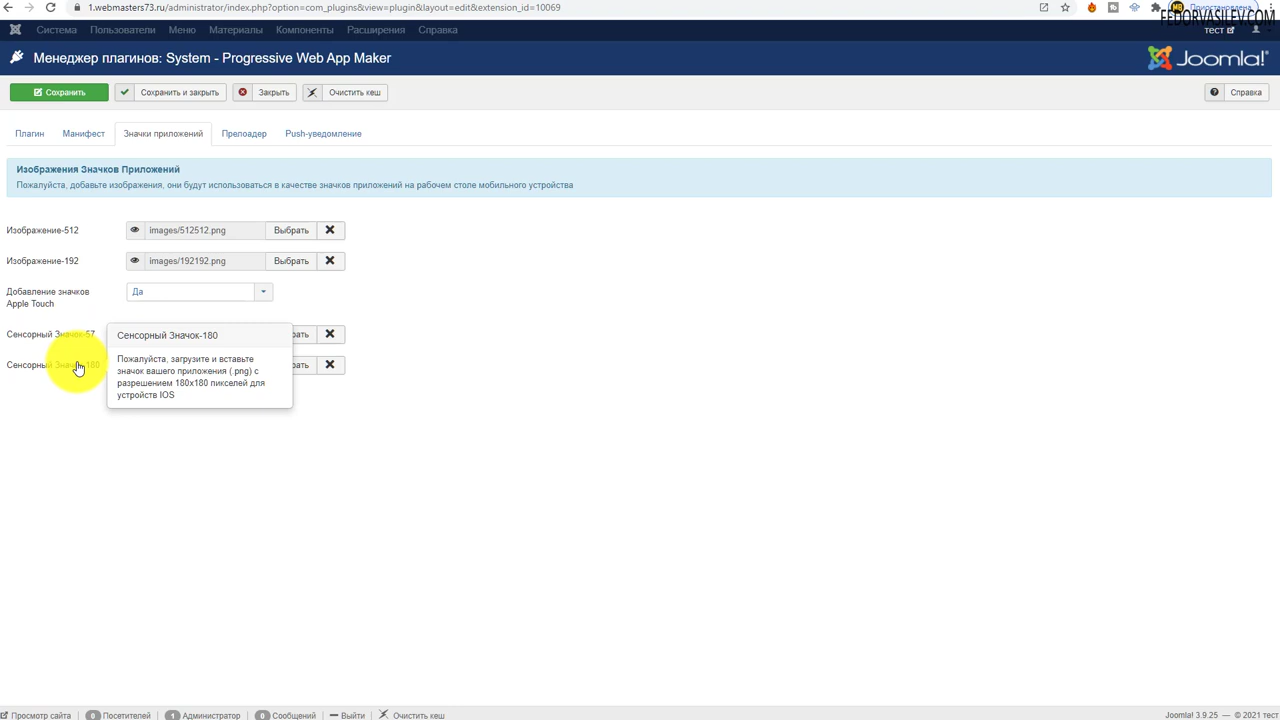 1.webmasters73.ru/administrator/index.php?option=com_plugins&view=plugin&layout=edit&extension_id=10069
FEDORVASILEV.COM
Система Пользователи Меню Материалы Компоненты Расширения Справка тест
Менеджер плагинов: System - Progressive Web App Maker
Joomla!®
Сохранить Сохранить и закрыть Закрыть Очистить кеш Справка
Плагин Манифест Значки приложений Прелоадер Push-уведомление
Изображения Значков Приложений
Пожалуйста, добавьте изображения, они будут использоваться в качестве значков приложений на рабочем столе мобильного устройства
Изображение-512 images/512512.png Выбрать
Изображение-192 images/192192.png Выбрать
Добавление значков
Apple Touch
Да
Сенсорный Значок-57
Сенсорный Значок-180
Сенсорный Значок-180
Пожалуйста, загрузите и вставьте
значок вашего приложения (.png) с
разрешением 180x180 пикселей для
устройств IOS
Просмотр сайта 0 Посетителей 1 Администратор 0 Сообщений Выйти Очистить кеш Joomla! 3.9.25 — © 2021 тест